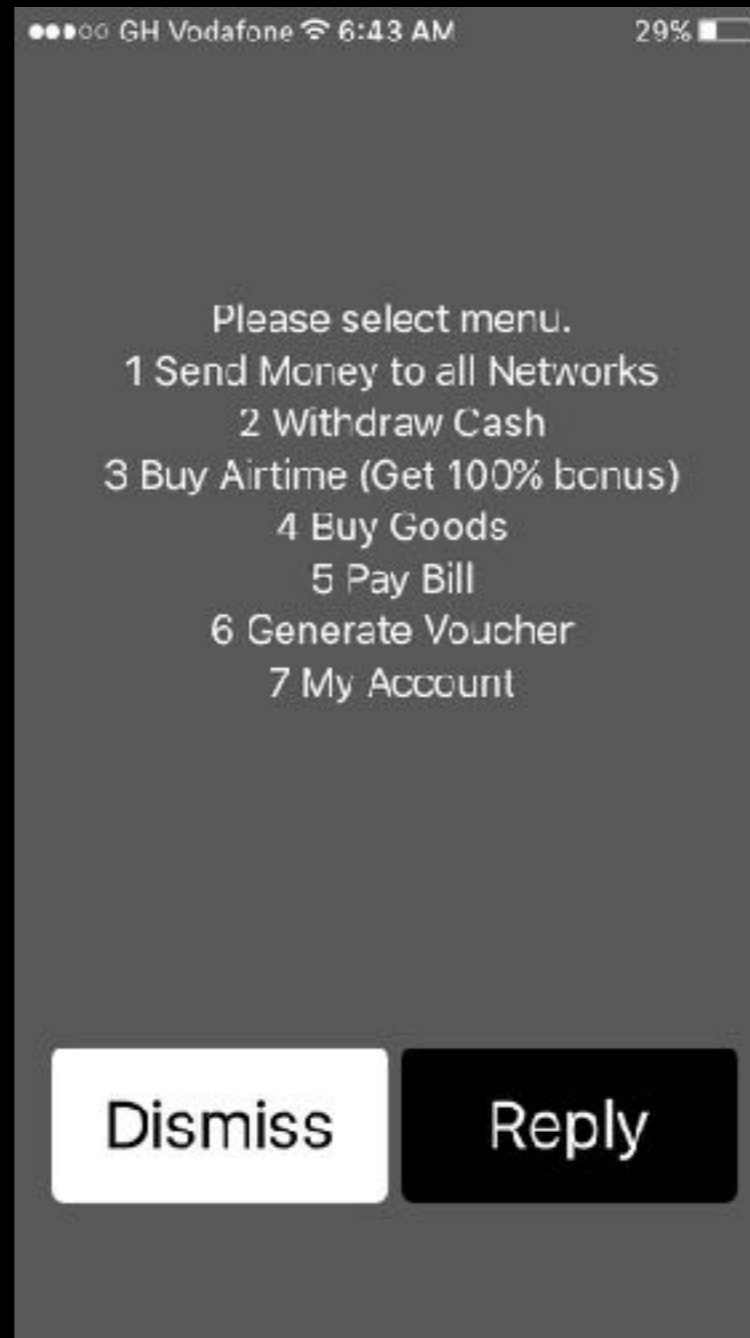 GH Vodafone 6:43 AM 29%
Please select menu.
1 Send Money to all Networks
2 Withdraw Cash
3 Buy Airtime (Get 100% bonus)
4 Buy Goods
5 Pay Bill
6 Generate Voucher
7 My Account
Dismiss Reply